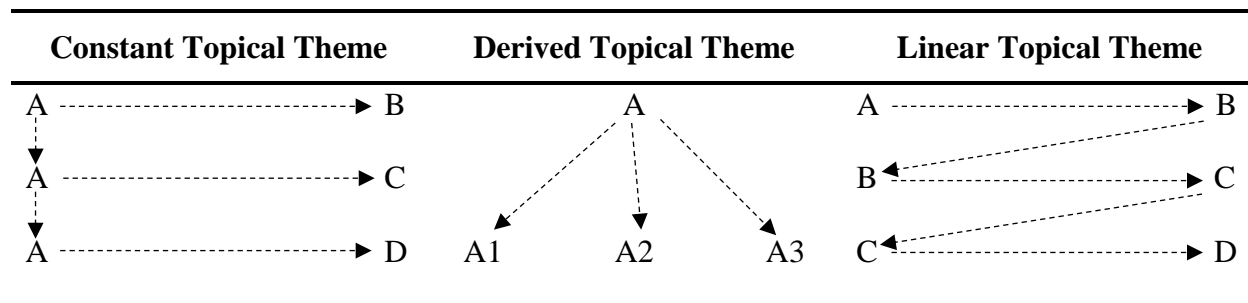 Constant Topical Theme Derived Topical Theme Linear Topical Theme
A B A A B
A C B C
A D A1 A2 A3 C D